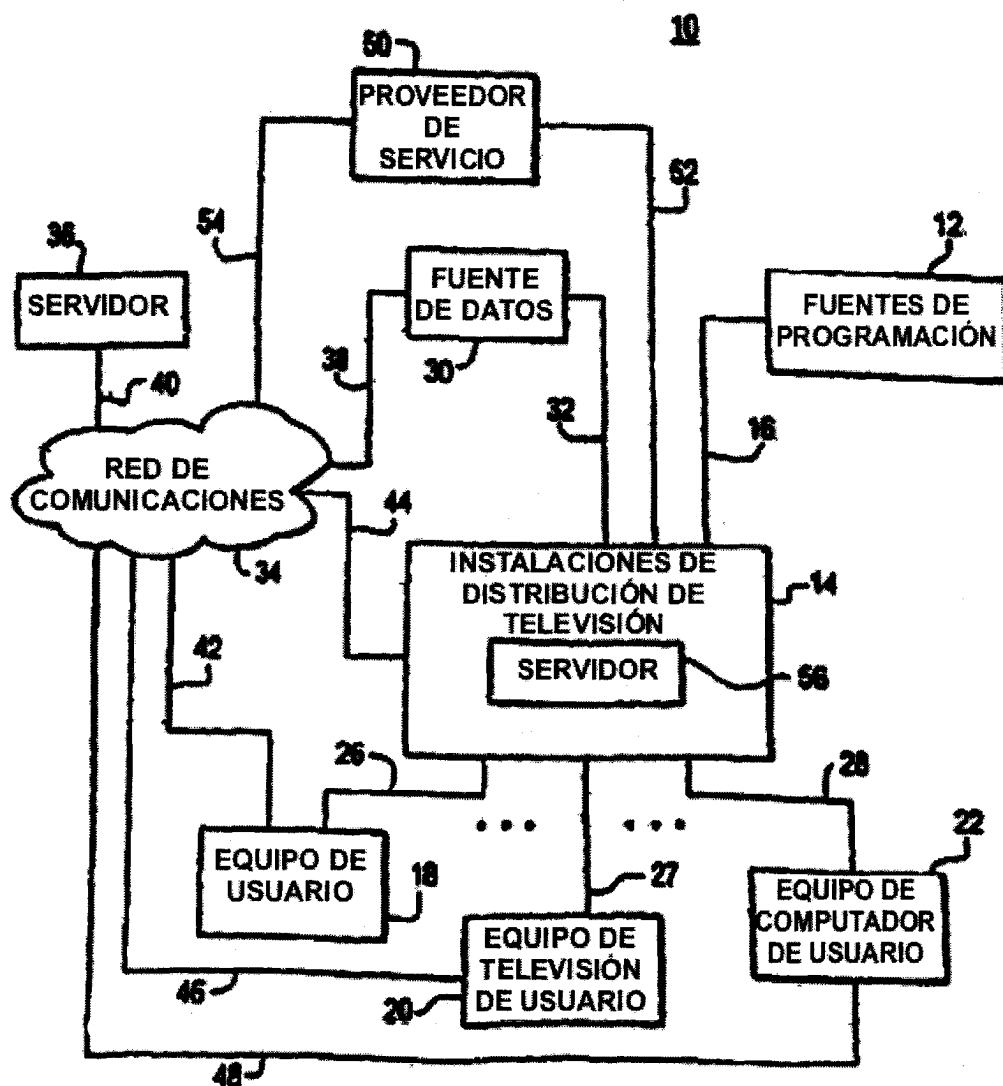 10
50
PROVEEDOR
DE
SERVICIO
52
54
36
SERVIDOR
40
38
FUENTE
DE DATOS
30
32
12
FUENTES DE
PROGRAMACIÓN
16
RED DE
COMUNICACIONES
34
44
INSTALACIONES DE
DISTRIBUCIÓN DE
TELEVISIÓN
14
SERVIDOR
56
42
26
28
• • •
• • •
EQUIPO DE
USUARIO
18
27
22
EQUIPO DE
COMPUTADOR
DE USUARIO
EQUIPO DE
TELEVISIÓN
DE USUARIO
20
46
48